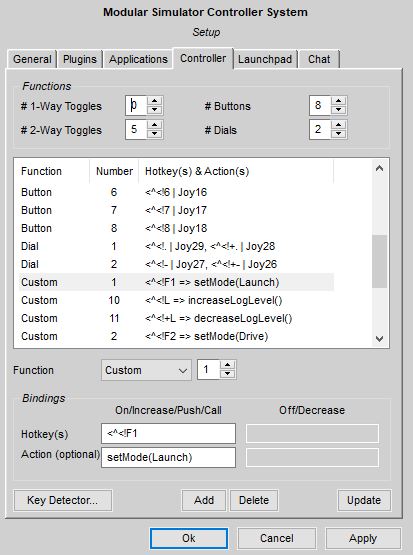 Modular Simulator Controller System
Setup
General Plugins Applications Controller Launchpad Chat
Functions
# 1-Way Toggles 0 # Buttons 8
# 2-Way Toggles 5 # Dials 2
Function Number Hotkey(s) & Action(s)
Button 6 <^<!6 | Joy16
Button 7 <^<!7 | Joy17
Button 8 <^<!8 | Joy18
Dial 1 <^<!. | Joy29, <^<!+. | Joy28
Dial 2 <^<!- | Joy27, <^<!+- | Joy26
Custom 1 <^<!F1 => setMode(Launch)
Custom 10 <^<!L => increaseLogLevel()
Custom 11 <^<!+L => decreaseLogLevel()
Custom 2 <^<!F2 => setMode(Drive)
Function Custom 1
Bindings
On/Increase/Push/Call Off/Decrease
Hotkey(s) <^<!F1
Action (optional) setMode(Launch)
Key Detector... Add Delete Update
Ok Cancel Apply